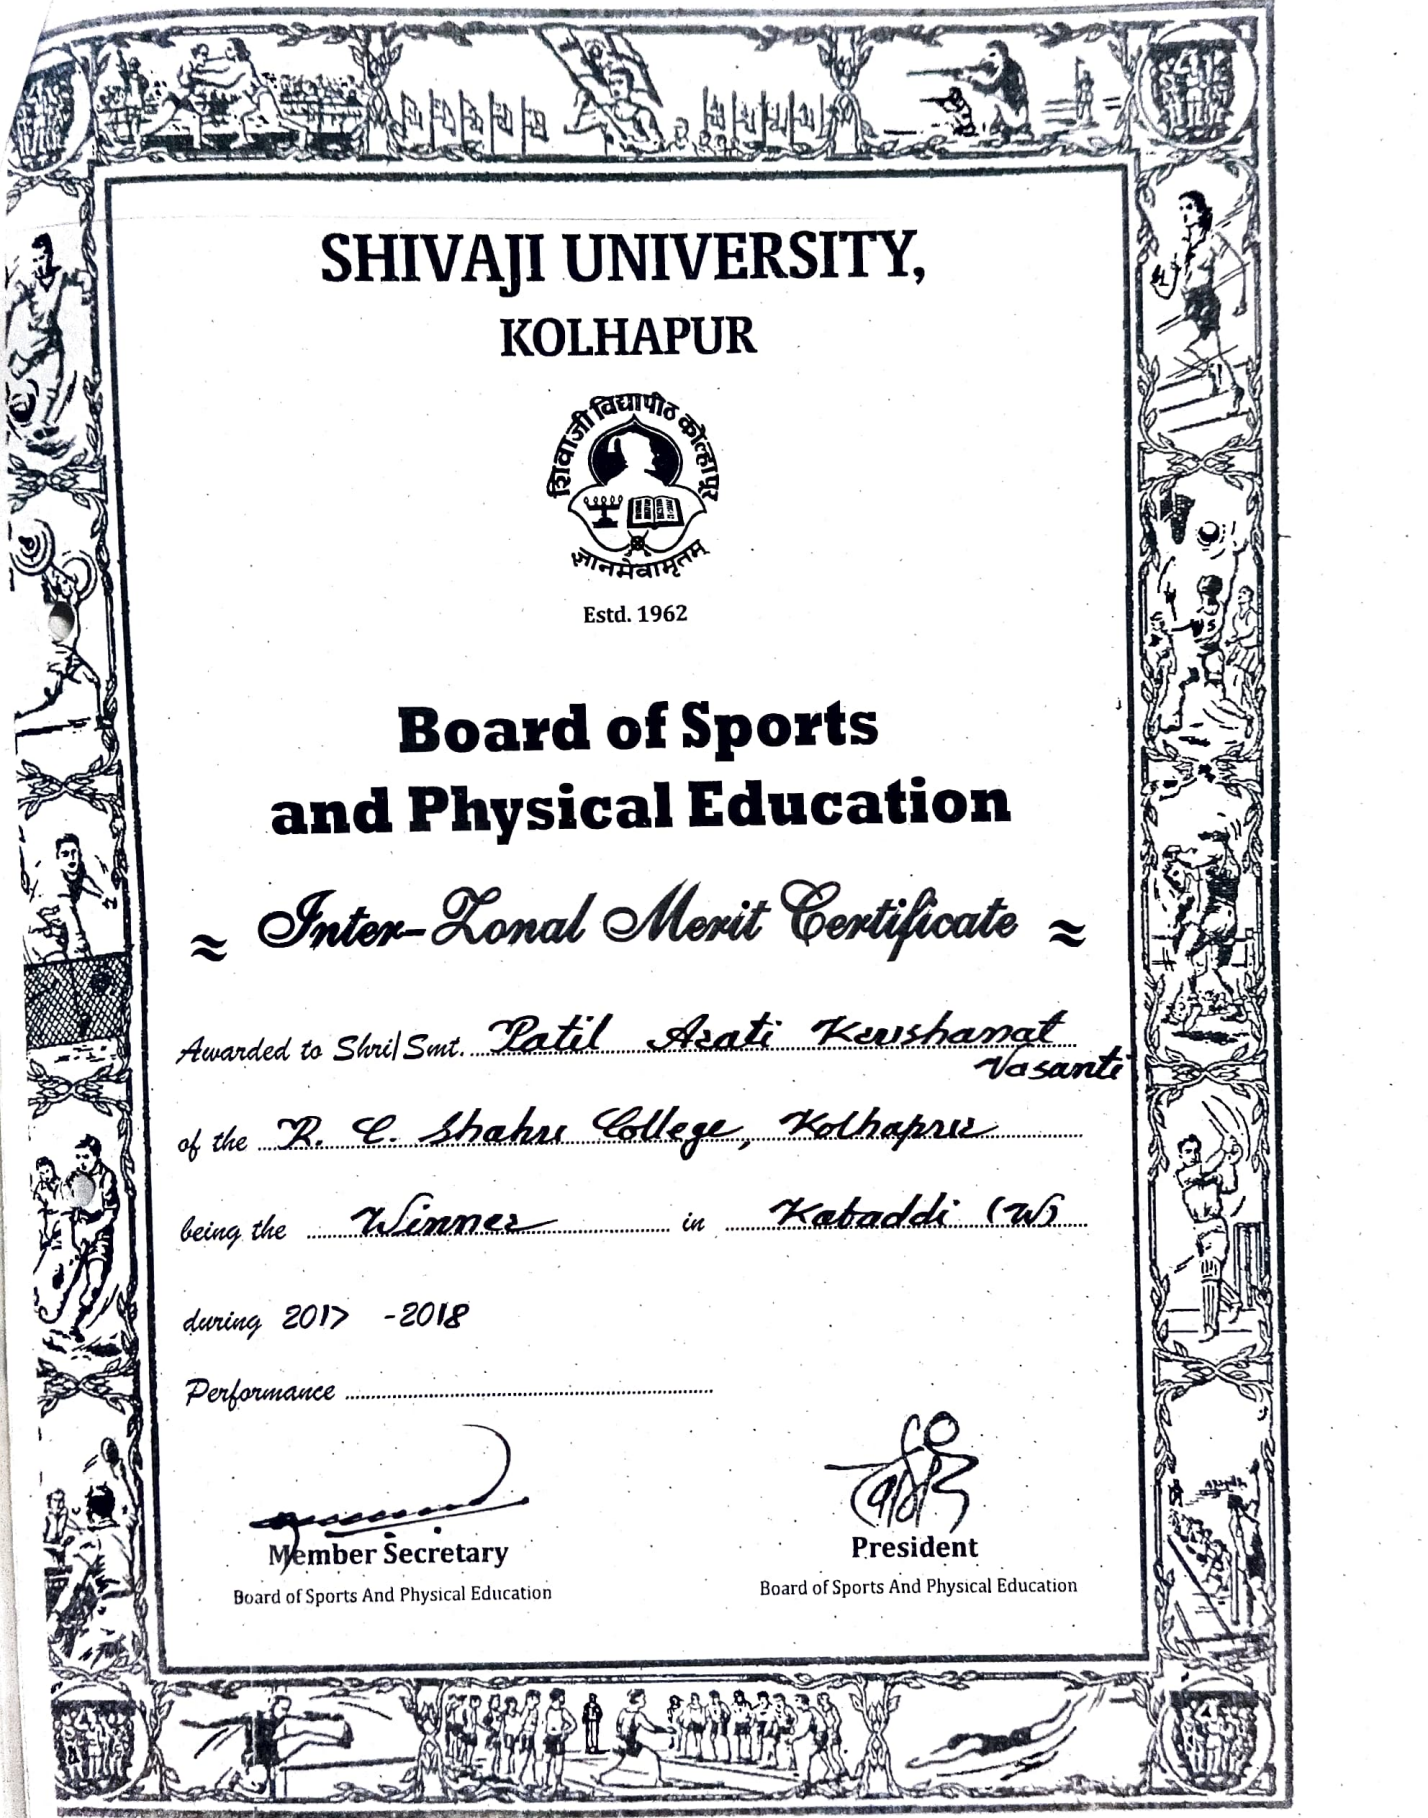 SHIVAJI UNIVERSITY,
KOLHAPUR
शिवाजी विद्यापीठ कोल्हापूर
ज्ञानमेवामृतम्
Estd. 1962
Board of Sports
and Physical Education
≈ Inter-Zonal Merit Certificate ≈
Awarded to Shri/Smt. Patil Arati
Vasanti
of the R. C. Shahu College, Kolhapur
being the Winner in Kabaddi (W)
during 2017 -2018
Performance
Member Secretary President
Board of Sports And Physical Education Board of Sports And Physical Education